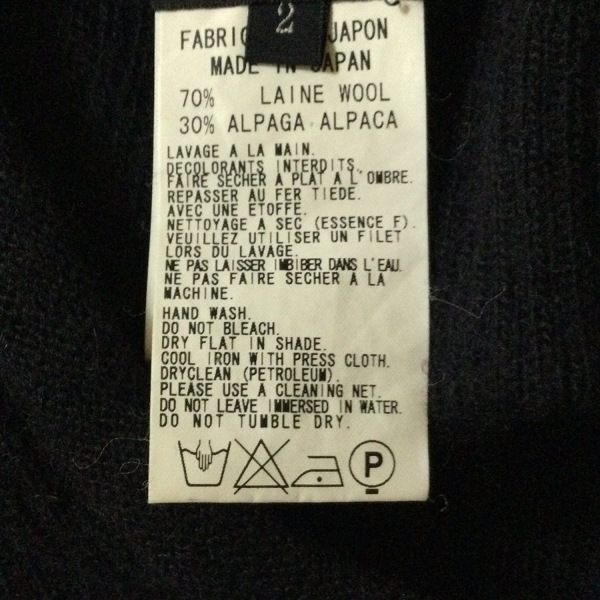 2
FABRIC JAPON
MADE IN JAPAN
70% LAINE WOOL
30% ALPAGA ALPACA
LAVAGE A LA MAIN.
DECOLORANTS INTERDITS.
FAIRE SECHER A PLAT A L'OMBRE.
REPASSER AU FER TIEDE.
AVEC UNE ETOFFE.
NETTOYAGE A SEC (ESSENCE F).
VEUILLEZ UTILISER UN FILET
LORS DU LAVAGE.
NE PAS LAISSER IMBIBER DANS L'EAU.
NE PAS FAIRE SECHER A LA
MACHINE.
HAND WASH.
DO NOT BLEACH.
DRY FLAT IN SHADE.
COOL IRON WITH PRESS CLOTH.
DRYCLEAN (PETROLEUM).
PLEASE USE A CLEANING NET.
DO NOT LEAVE IMMERSED IN WATER.
DO NOT TUMBLE DRY.
P